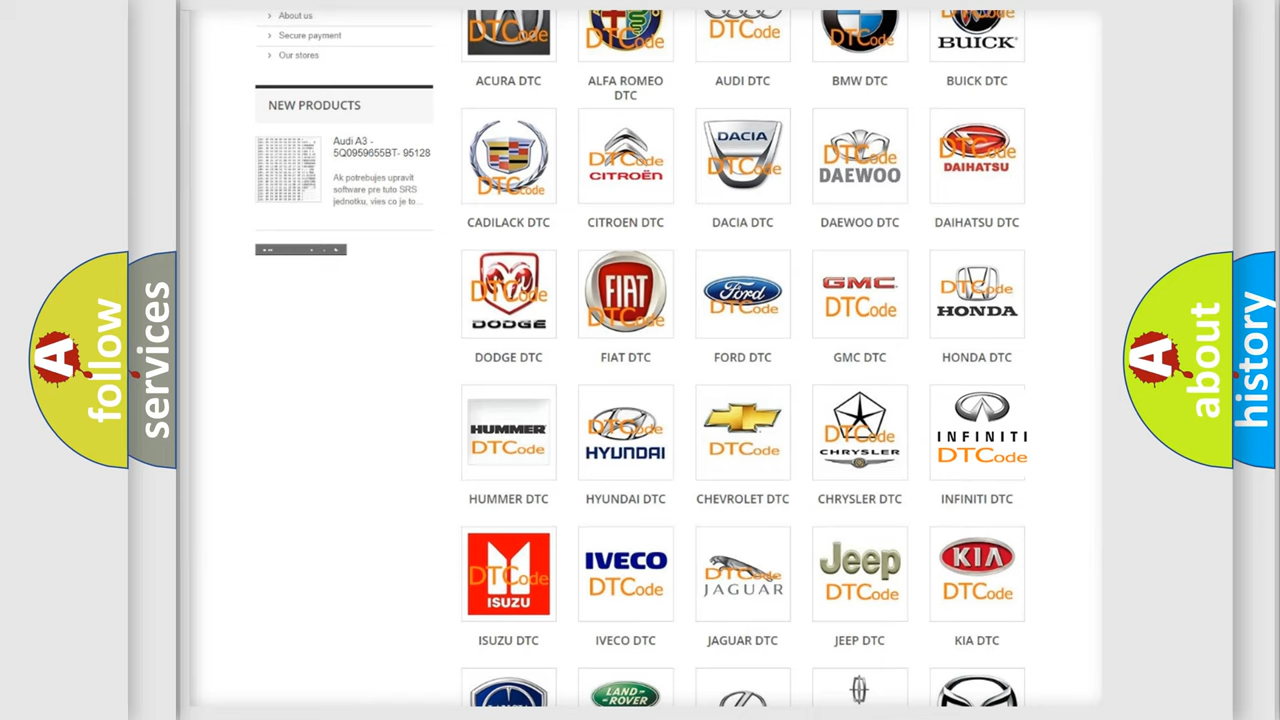 About us
Secure payment
Our stores
NEW PRODUCTS
Audi A3 -
5Q0959655BT- 95128
Ak potrebujes upravit
software pre tuto SRS
jednotku, vies co je to...
DTCode
DTCode
DTCode
DTCode
DTCode
BUICK
ACURA DTC
ALFA ROMEO
DTC
AUDI DTC
BMW DTC
BUICK DTC
DTCode
DTCode
CITROËN
DACIA
DTCode
DTCode
DAEWOO
DTCode
DAIHATSU
CADILACK DTC
CITROEN DTC
DACIA DTC
DAEWOO DTC
DAIHATSU DTC
DTCode
DODGE
FIAT
DTCode
Ford
DTCode
GMC
DTCode
DTCode
HONDA
DODGE DTC
FIAT DTC
FORD DTC
GMC DTC
HONDA DTC
HUMMER
DTCode
DTCode
HYUNDAI
DTCode
DTCode
CHRYSLER
INFINITI
DTCode
HUMMER DTC
HYUNDAI DTC
CHEVROLET DTC
CHRYSLER DTC
INFINITI DTC
DTCode
ISUZU
IVECO
DTCode
DTCode
JAGUAR
Jeep
DTCode
KIA
DTCode
ISUZU DTC
IVECO DTC
JAGUAR DTC
JEEP DTC
KIA DTC
LAND-
ROVER
A
follow
services
A
about
history